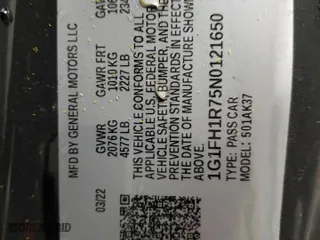 MFD BY GENERAL MOTORS LLC
03/22
GVWR
2076KG
4577 LB
GAWR FRT
1010 KG
2227 LB
GAW
THIS VEHICLE CONFORMS TO ALL
APPLICABLE U.S. FEDERAL MOTOR
VEHICLE SAFETY, BUMPER, AND THEFT
PREVENTION STANDARDS IN EFFECT
ON THE DATE OF MANUFACTURE SHOWN
1G1FH1R75N0121650
TYPE: PASS CAR
MODEL: 501AK37